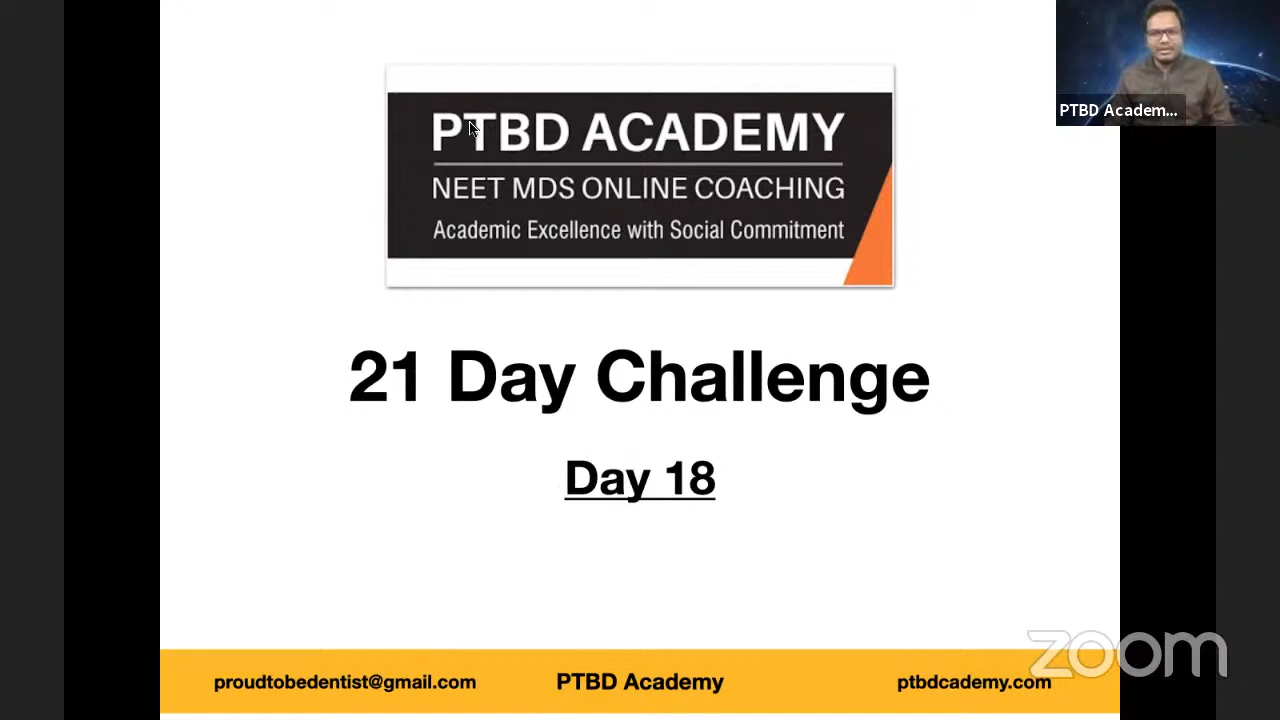 PTBD ACADEMY
NEET MDS ONLINE COACHING
Academic Excellence with Social Commitment
PTBD Academ...
21 Day Challenge
Day 18
zoom
proudtobedentist@gmail.com
PTBD Academy
ptbdcademy.com